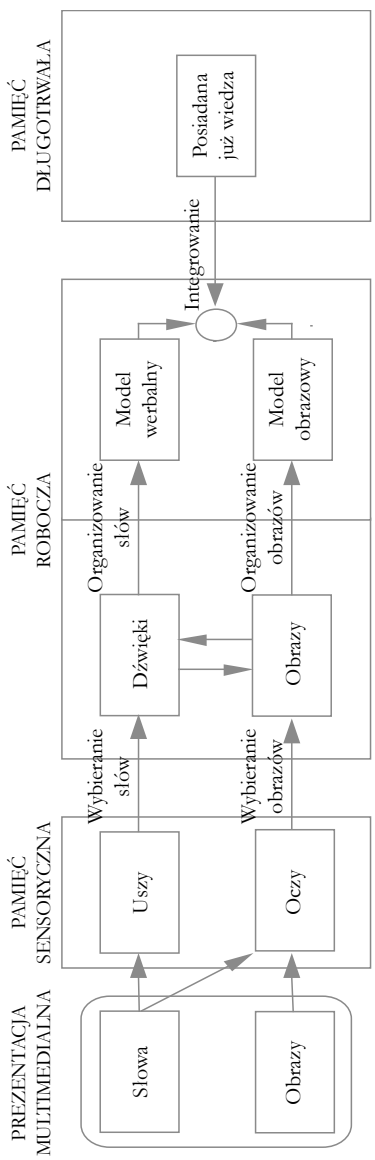 PREZENTACJA
MULTIMEDIALNA
Słowa
Obrazy
PAMIĘĆ
SENSORYCZNA
Uszy
Oczy
Wybieranie
słów
Wybieranie
obrazów
PAMIĘĆ
ROBOCZA
Dźwięki
Obrazy
Organizowanie
słów
Organizowanie
obrazów
Model
werbalny
Model
obrazowy
Integrowanie
PAMIĘĆ
DŁUGOTRWAŁA
Posiadana
już wiedza